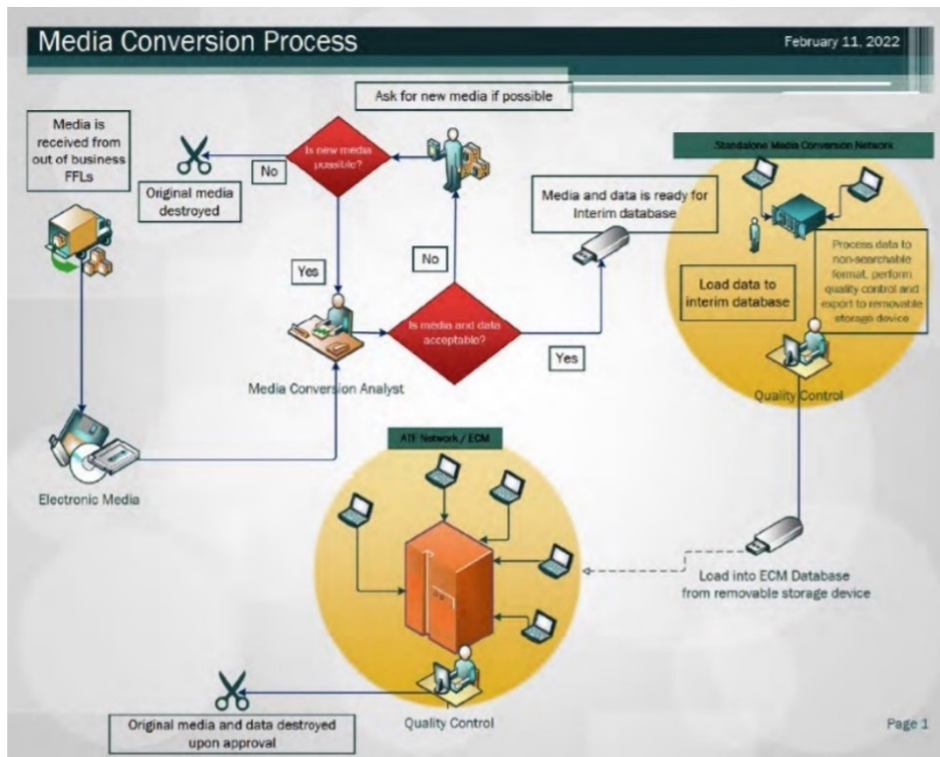 Media Conversion Process
February 11, 2022
Ask for new media if possible
Media is
received from
out of business
FFLs
Is new media
possible?
No
Original media
destroyed
Standalone Media Conversion Network
Media and data is ready for
Interim database
Process data to
non-searchable
format, perform
quality control and
export to removable
storage device
Load data to
interim database
Yes
No
Is media and data
acceptable?
Yes
Media Conversion Analyst
Quality Control
ATF Network / ECM
Electronic Media
Load into ECM Database
from removable storage device
Original media and data destroyed
upon approval
Quality Control
Page 1